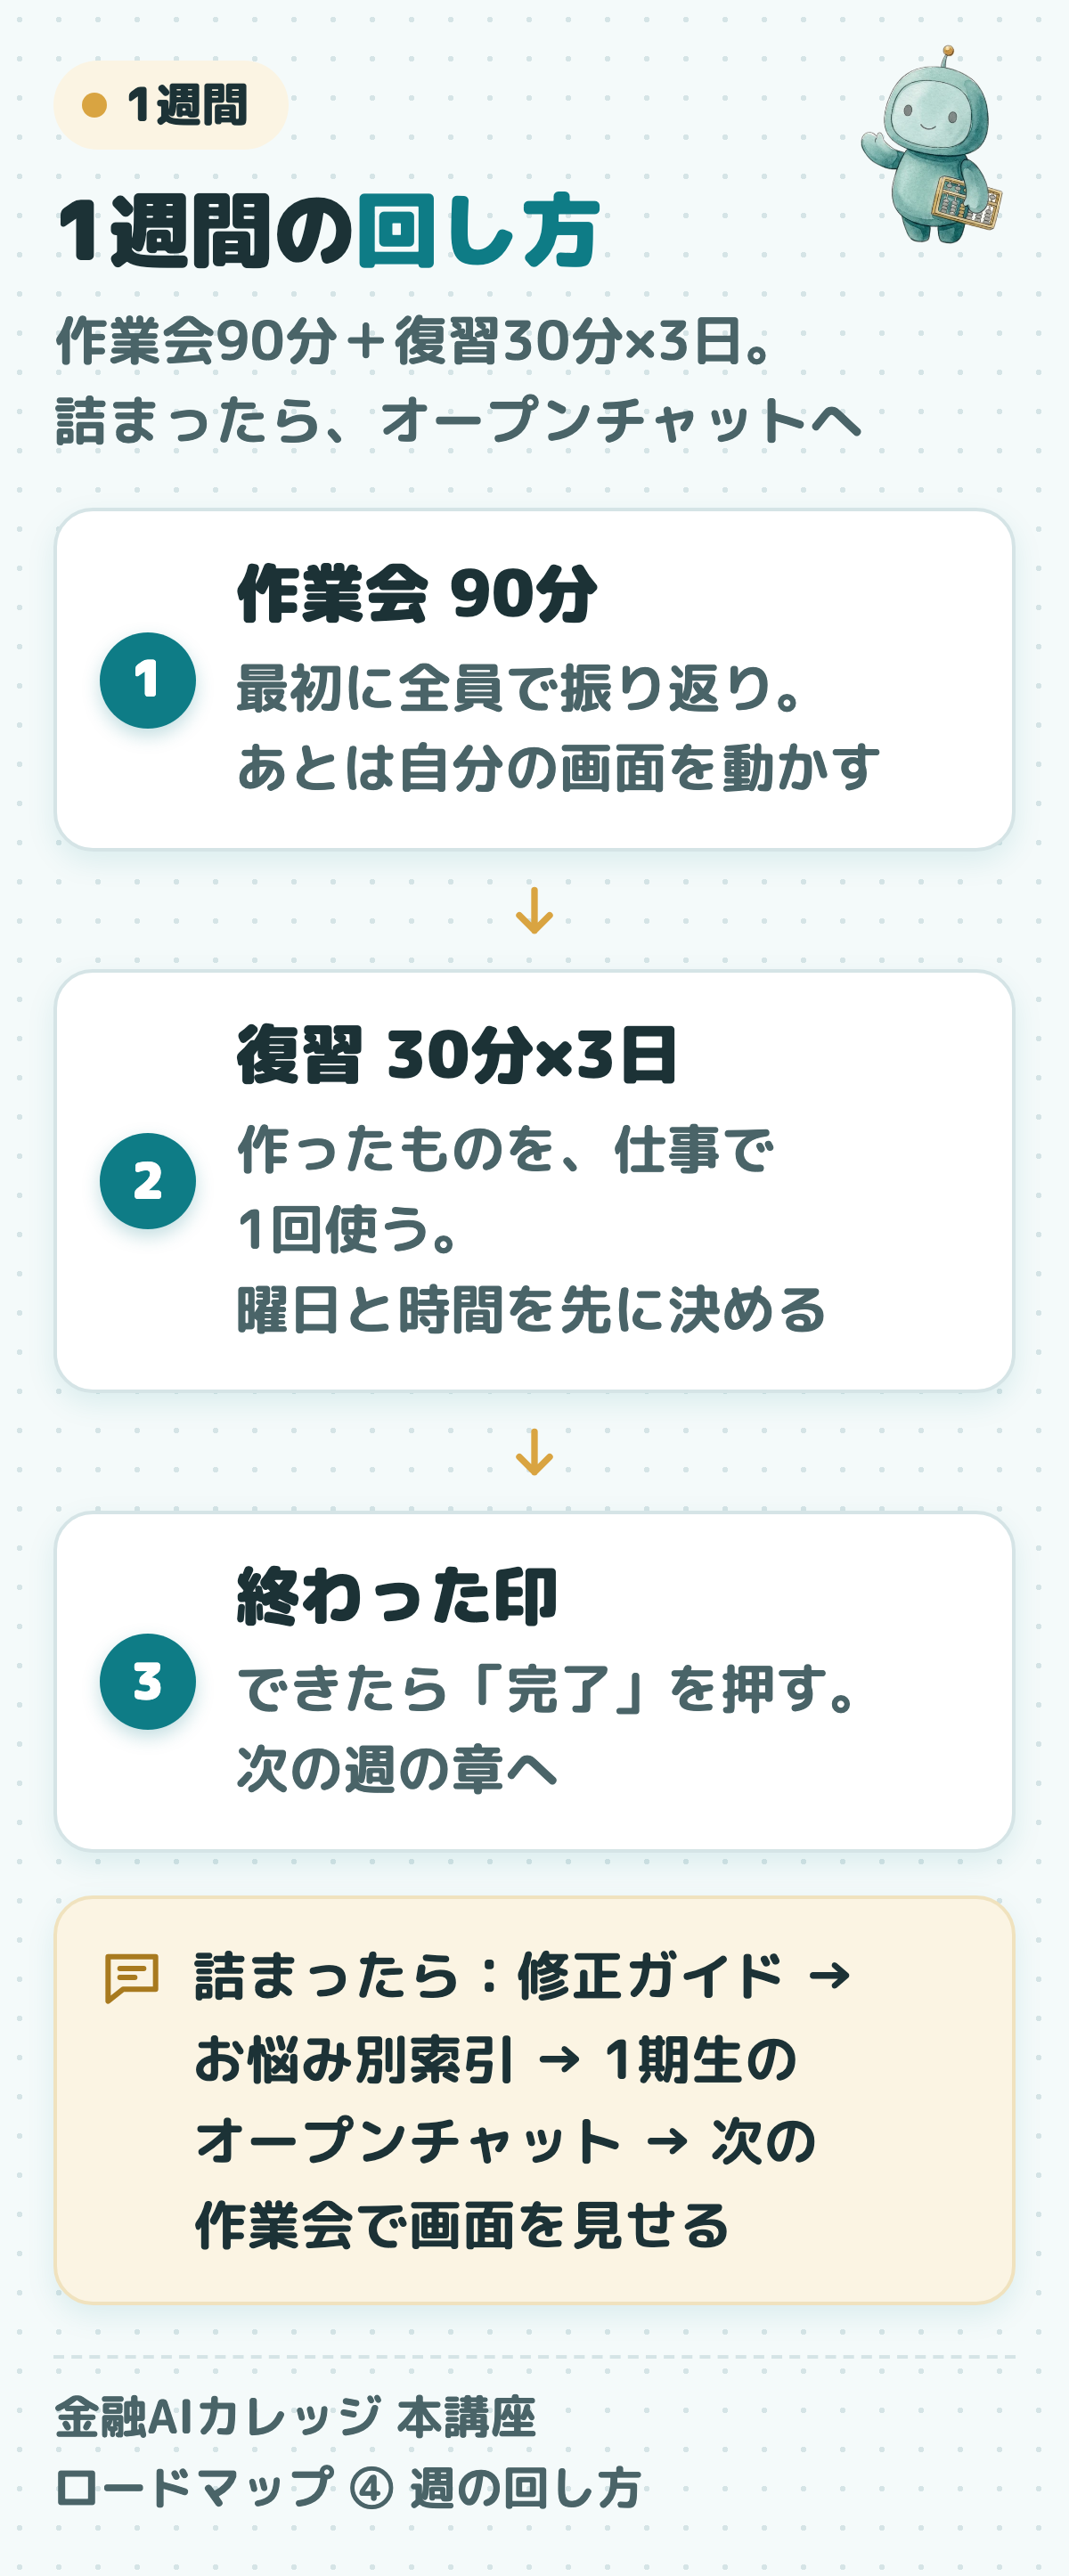 1週間
1週間の回し方
作業会90分＋復習30分×3日。
詰まったら、オープンチャットへ
作業会 90分
1
最初に全員で振り返り。
あとは自分の画面を動かす
↓
復習 30分×3日
2
作ったものを、仕事で
1回使う。
曜日と時間を先に決める
↓
終わった印
3
できたら「完了」を押す。
次の週の章へ
詰まったら：修正ガイド →
お悩み別索引 → 1期生の
オープンチャット → 次の
作業会で画面を見せる
金融AIカレッジ 本講座
ロードマップ ④ 週の回し方